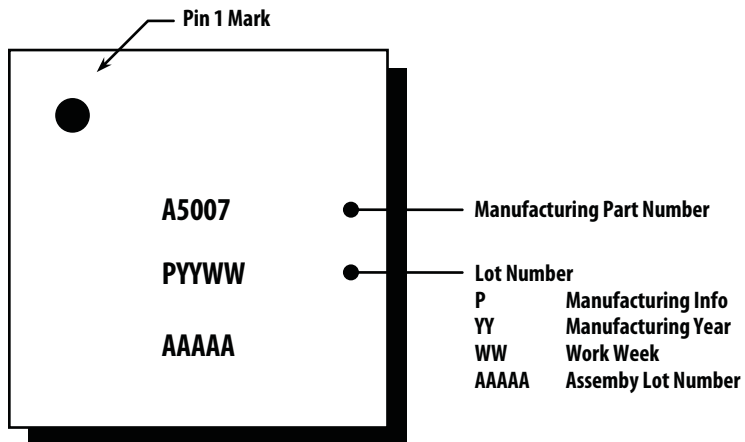 Pin 1 Mark
A5007
Manufacturing Part Number
PYYWW
Lot Number
P Manufacturing Info
YY Manufacturing Year
WW Work Week
AAAAA
AAAAA Assemby Lot Number